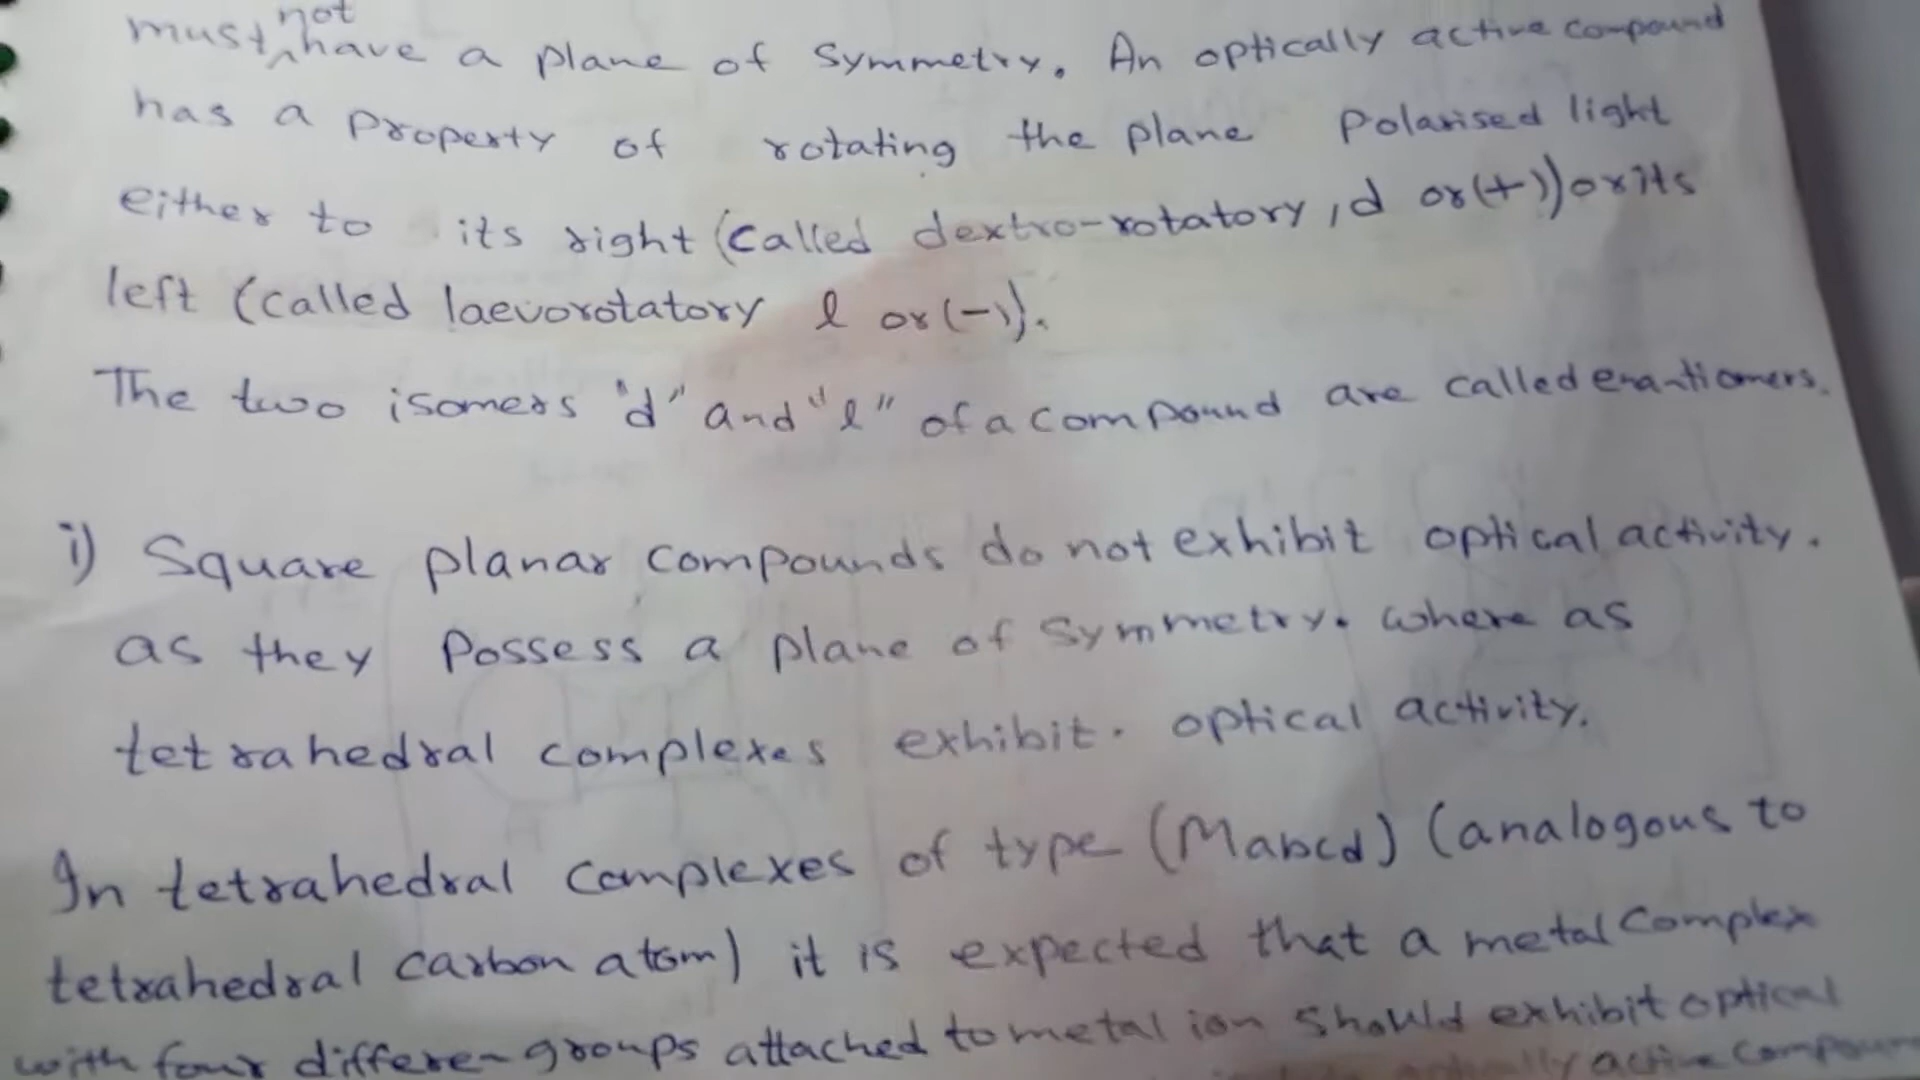 must not have a plane of symmetry. An optically active compound
has a property of rotating the plane polarised light
either to its right (called dextro-rotatory, d or (+)) or its
left (called laevorotatory l or (-)).
The two isomers "d" and "l" of a compound are called enantiomers.
i) Square planar compounds do not exhibit optical activity.
as they possess a plane of symmetry. where as
tetrahedral complexes exhibit. optical activity.
In tetrahedral complexes of type (Mabcd) (analogous to
tetrahedral carbon atom) it is expected that a metal complex
with four differen groups attached to metal ion should exhibit optical
active compoun